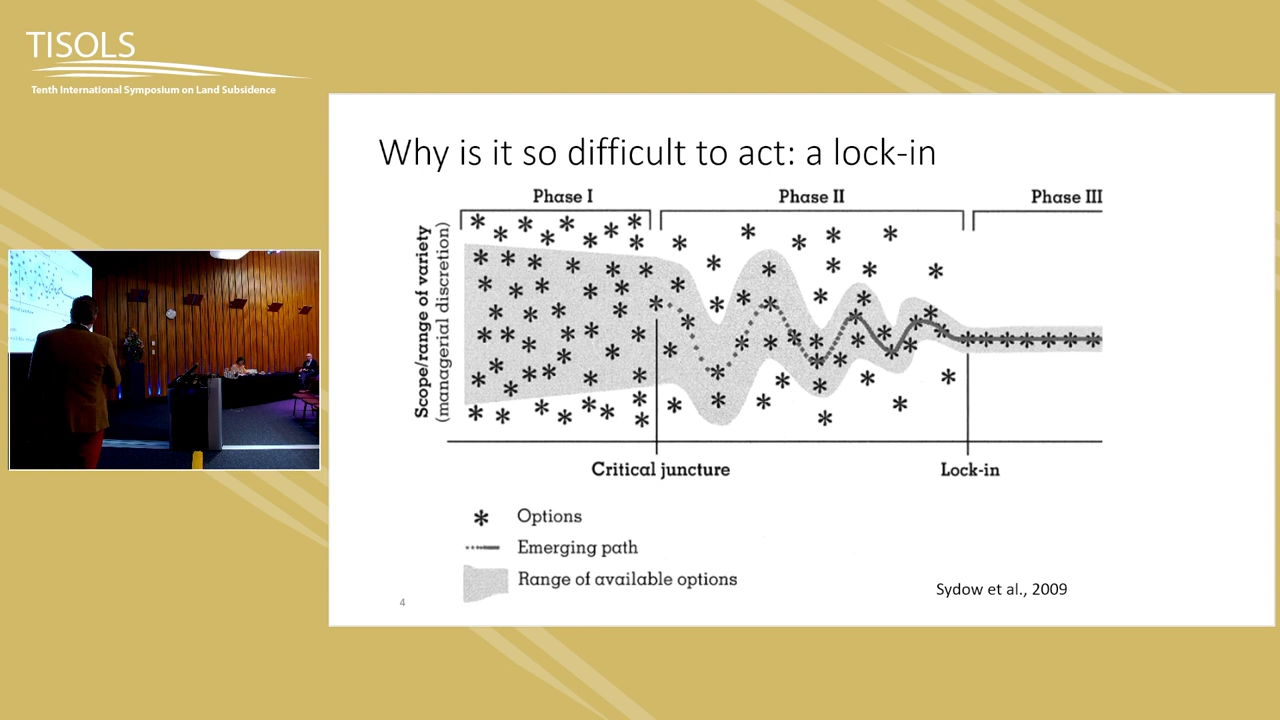 TISOLS
Tenth International Symposium on Land Subsidence
Why is it so difficult to act: a lock-in
Phase I
Phase II
Phase III
Scope/range of variety
(managerial discretion)
Critical juncture
Lock-in
* Options
Emerging path
Range of available options
Sydow et al., 2009
4